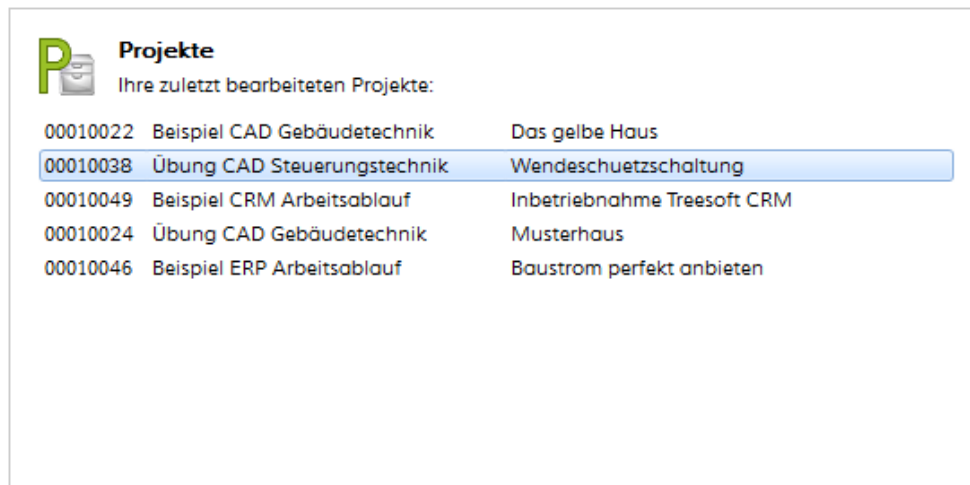 P
Projekte
Ihre zuletzt bearbeiteten Projekte:
00010022 Beispiel CAD Gebäudetechnik Das gelbe Haus
00010038 Übung CAD Steuerungstechnik Wendeschuetzschaltung
00010049 Beispiel CRM Arbeitsablauf Inbetriebnahme Treesoft CRM
00010024 Übung CAD Gebäudetechnik Musterhaus
00010046 Beispiel ERP Arbeitsablauf Baustrom perfekt anbieten